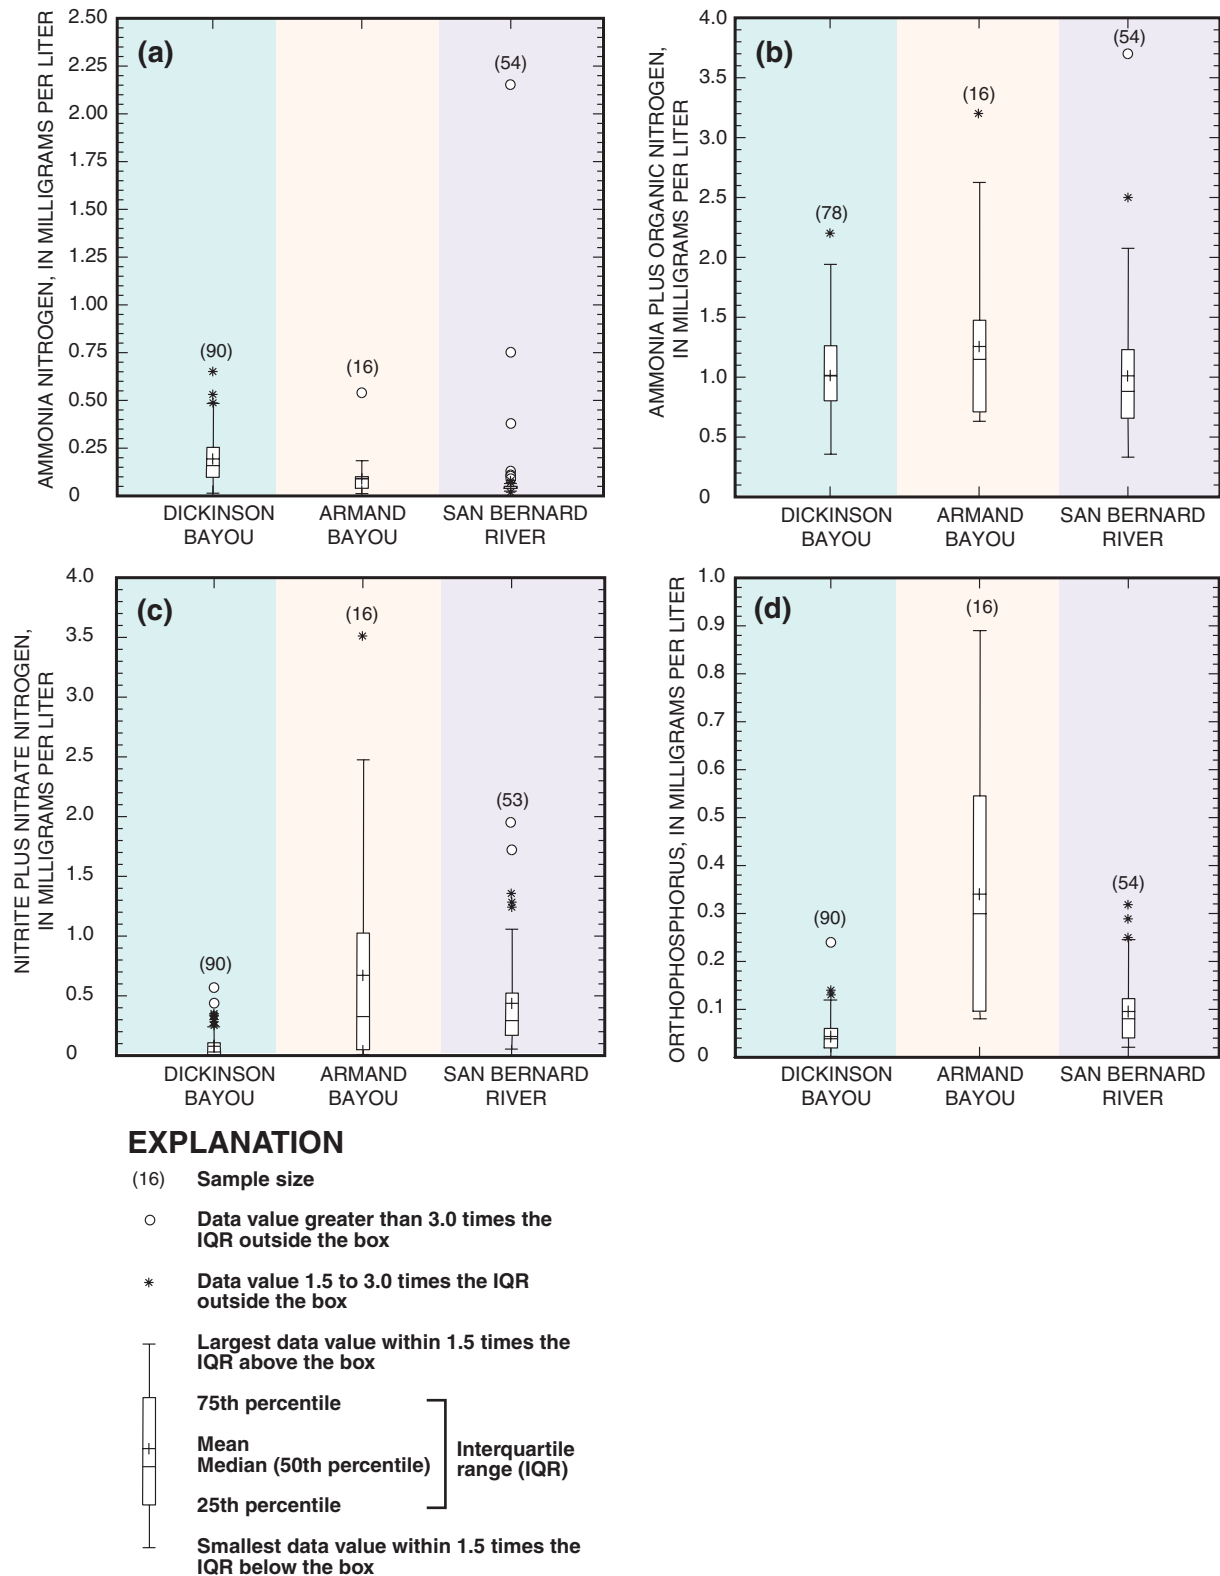 (a)
AMMONIA NITROGEN, IN MILLIGRAMS PER LITER
2.50
2.25
2.00
1.75
1.50
1.25
1.00
0.75
0.50
0.25
0
(90)
(16)
(54)
DICKINSON
BAYOU
ARMAND
BAYOU
SAN BERNARD
RIVER
(b)
AMMONIA PLUS ORGANIC NITROGEN,
IN MILLIGRAMS PER LITER
4.0
3.5
3.0
2.5
2.0
1.5
1.0
0.5
0
(78)
(16)
(54)
DICKINSON
BAYOU
ARMAND
BAYOU
SAN BERNARD
RIVER
(c)
NITRITE PLUS NITRATE NITROGEN,
IN MILLIGRAMS PER LITER
4.0
3.5
3.0
2.5
2.0
1.5
1.0
0.5
0
(90)
(16)
(53)
DICKINSON
BAYOU
ARMAND
BAYOU
SAN BERNARD
RIVER
(d)
ORTHOPHOSPHORUS, IN MILLIGRAMS PER LITER
1.0
0.9
0.8
0.7
0.6
0.5
0.4
0.3
0.2
0.1
0
(90)
(16)
(54)
DICKINSON
BAYOU
ARMAND
BAYOU
SAN BERNARD
RIVER
EXPLANATION
(16) Sample size
Data value greater than 3.0 times the
IQR outside the box
Data value 1.5 to 3.0 times the IQR
outside the box
Largest data value within 1.5 times the
IQR above the box
75th percentile
Mean
Median (50th percentile)
25th percentile
Interquartile
range (IQR)
Smallest data value within 1.5 times the
IQR below the box